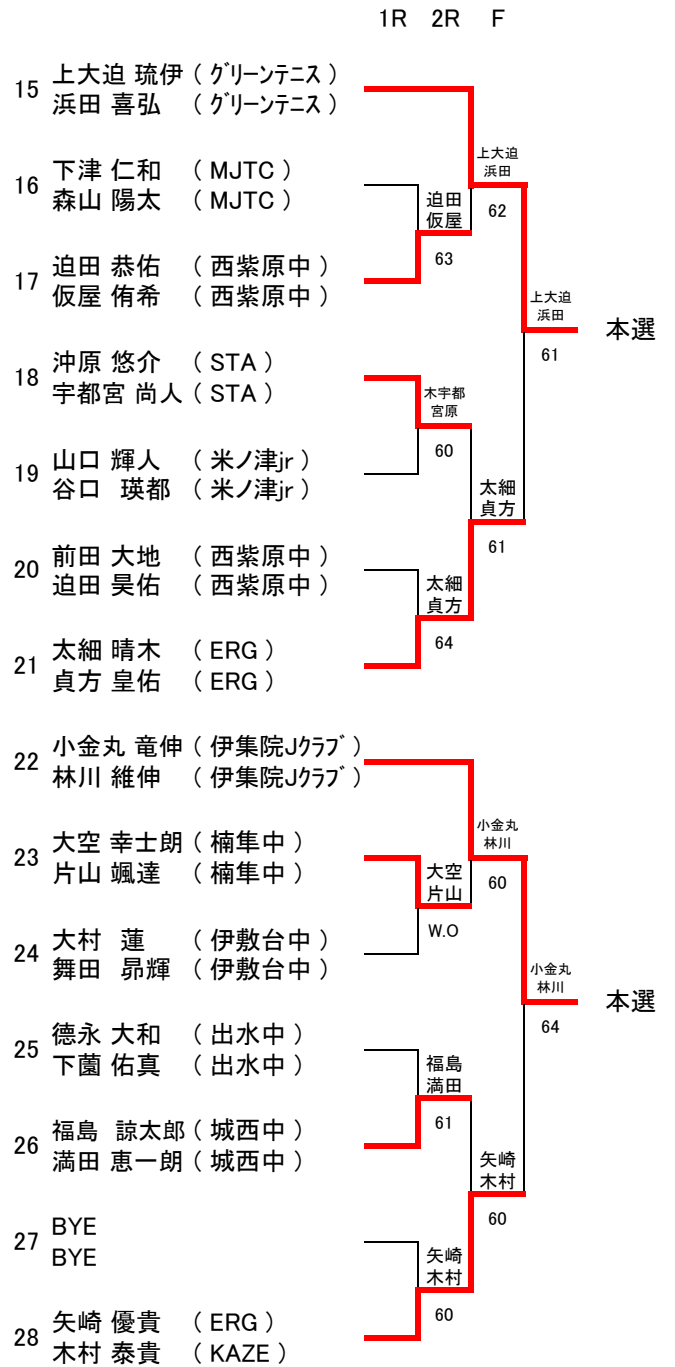 1R 2R F
15 上大迫 琉伊 ( ｸﾞﾘｰﾝﾃﾆｽ )
浜田 喜弘 ( ｸﾞﾘｰﾝﾃﾆｽ )
上大迫
浜田
62
16 下津 仁和 ( MJTC )
森山 陽太 ( MJTC )
迫田
仮屋
63
17 迫田 恭佑 ( 西紫原中 )
仮屋 侑希 ( 西紫原中 )
上大迫
浜田
61
本選
18 沖原 悠介 ( STA )
宇都宮 尚人 ( STA )
木宇都
宮原
60
19 山口 輝人 ( 米ノ津jr )
谷口 瑛都 ( 米ノ津jr )
太細
貞方
61
20 前田 大地 ( 西紫原中 )
迫田 昊佑 ( 西紫原中 )
太細
貞方
64
21 太細 晴木 ( ERG )
貞方 皇佑 ( ERG )
22 小金丸 竜伸 ( 伊集院Jｸﾗﾌﾞ )
林川 維伸 ( 伊集院Jｸﾗﾌﾞ )
小金丸
林川
60
23 大空 幸士朗 ( 楠隼中 )
片山 颯達 ( 楠隼中 )
大空
片山
W.O
24 大村 蓮 ( 伊敷台中 )
舞田 昴輝 ( 伊敷台中 )
小金丸
林川
64
本選
25 德永 大和 ( 出水中 )
下薗 佑真 ( 出水中 )
福島
満田
61
26 福島 諒太郎 ( 城西中 )
満田 恵一朗 ( 城西中 )
矢崎
木村
60
27 BYE
BYE
矢崎
木村
60
28 矢崎 優貴 ( ERG )
木村 泰貴 ( KAZE )